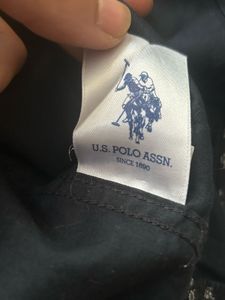 U.S. POLO ASSN.
SINCE 1890